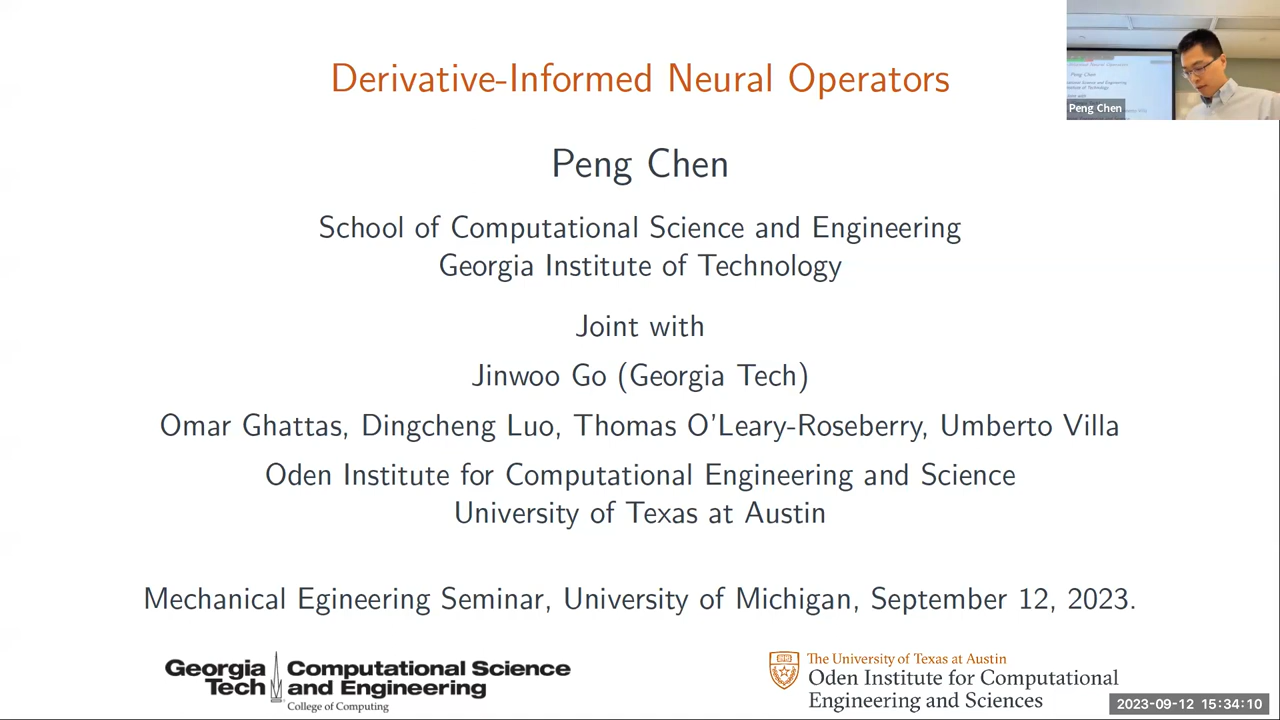 Derivative-Informed Neural Operators
Peng Chen
School of Computational Science and Engineering
Georgia Institute of Technology
Joint with
Jinwoo Go (Georgia Tech)
Omar Ghattas, Dingcheng Luo, Thomas O'Leary-Roseberry, Umberto Villa
Oden Institute for Computational Engineering and Science
University of Texas at Austin
Mechanical Egineering Seminar, University of Michigan, September 12, 2023.
Georgia Tech
Computational Science and Engineering
College of Computing
The University of Texas at Austin
Oden Institute for Computational
Engineering and Sciences
Peng Chen
2023-09-12 15:34:10